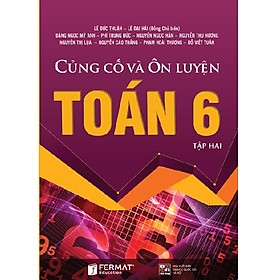 LÊ ĐỨC THUẬN – LÊ ĐẠI HẢI (Đồng Chủ biên)
ĐẶNG NGỌC MỸ ANH – PHÍ TRUNG ĐỨC – NGUYỄN NGỌC HÂN – NGUYỄN THU HƯƠNG
NGUYỄN THỊ LỤA – NGUYỄN CAO THẮNG – PHẠM HOÀI THƯƠNG – ĐỖ VIẾT TUÂN
CỦNG CỐ VÀ ÔN LUYỆN
TOÁN 6
TẬP HAI
FERMAT
Education